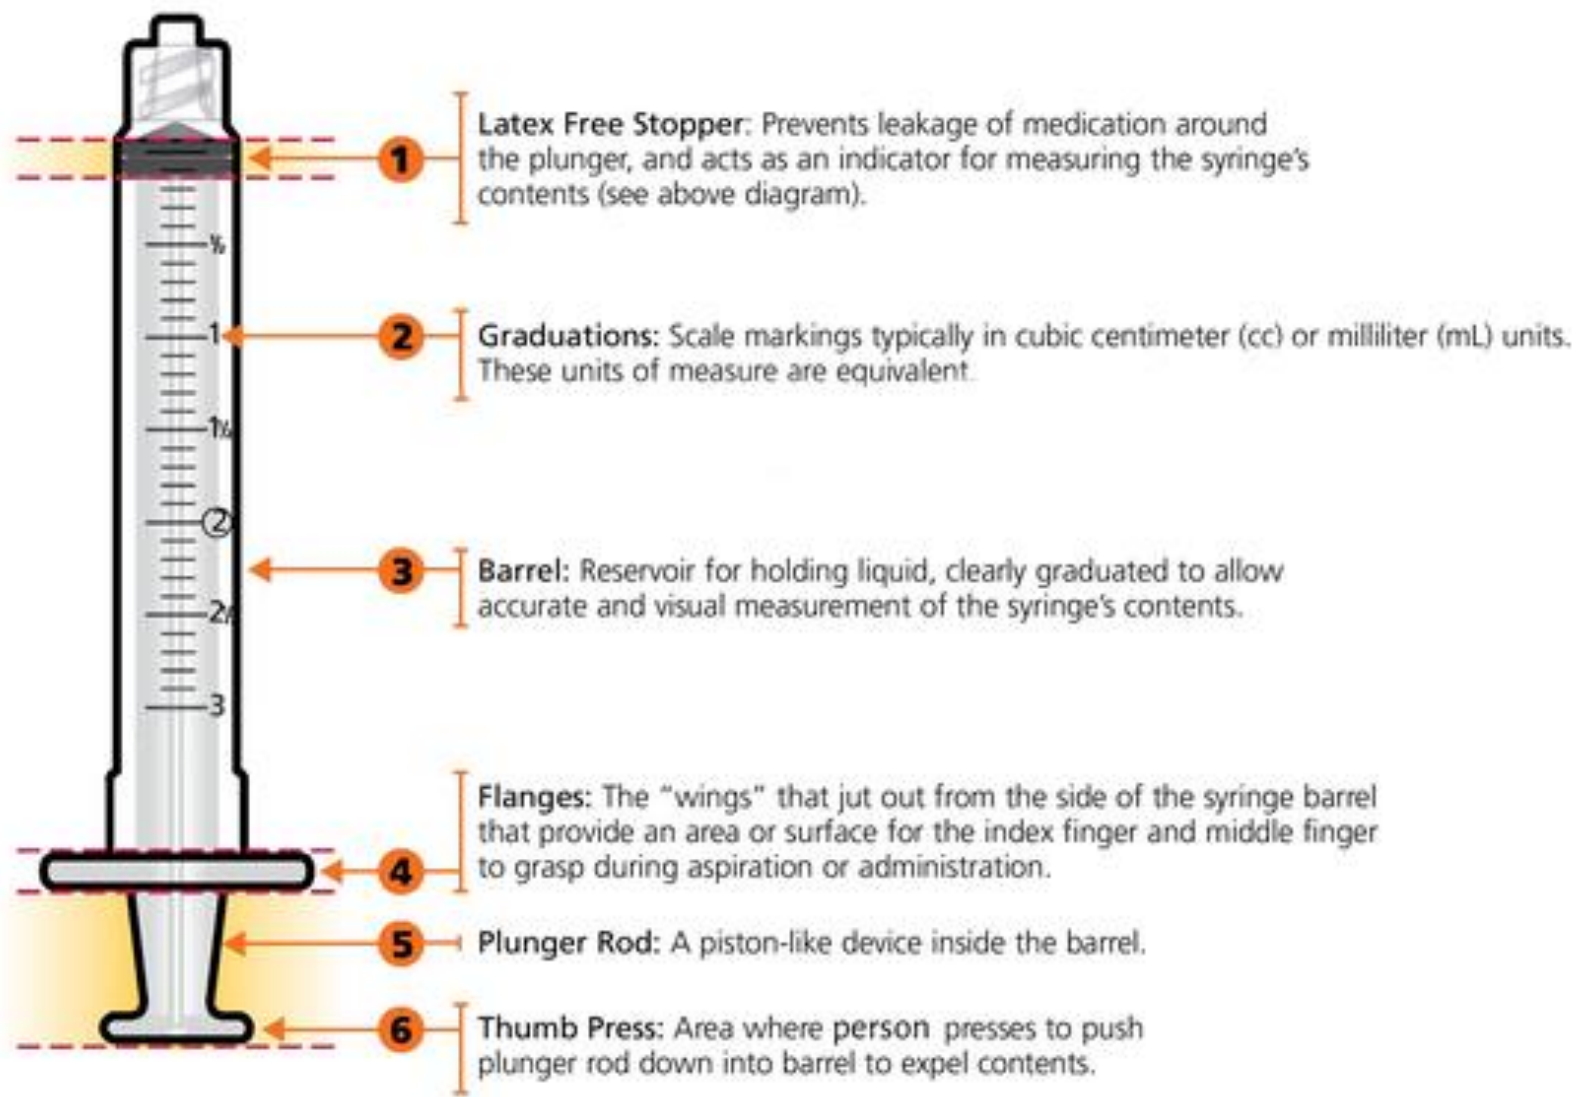 1
Latex Free Stopper: Prevents leakage of medication around
the plunger, and acts as an indicator for measuring the syringe's
contents (see above diagram).
½
1
2
Graduations: Scale markings typically in cubic centimeter (cc) or milliliter (mL) units.
These units of measure are equivalent.
1½
2
3
Barrel: Reservoir for holding liquid, clearly graduated to allow
accurate and visual measurement of the syringe's contents.
3
4
Flanges: The “wings” that jut out from the side of the syringe barrel
that provide an area or surface for the index finger and middle finger
to grasp during aspiration or administration.
5
Plunger Rod: A piston-like device inside the barrel.
6
Thumb Press: Area where person presses to push
plunger rod down into barrel to expel contents.